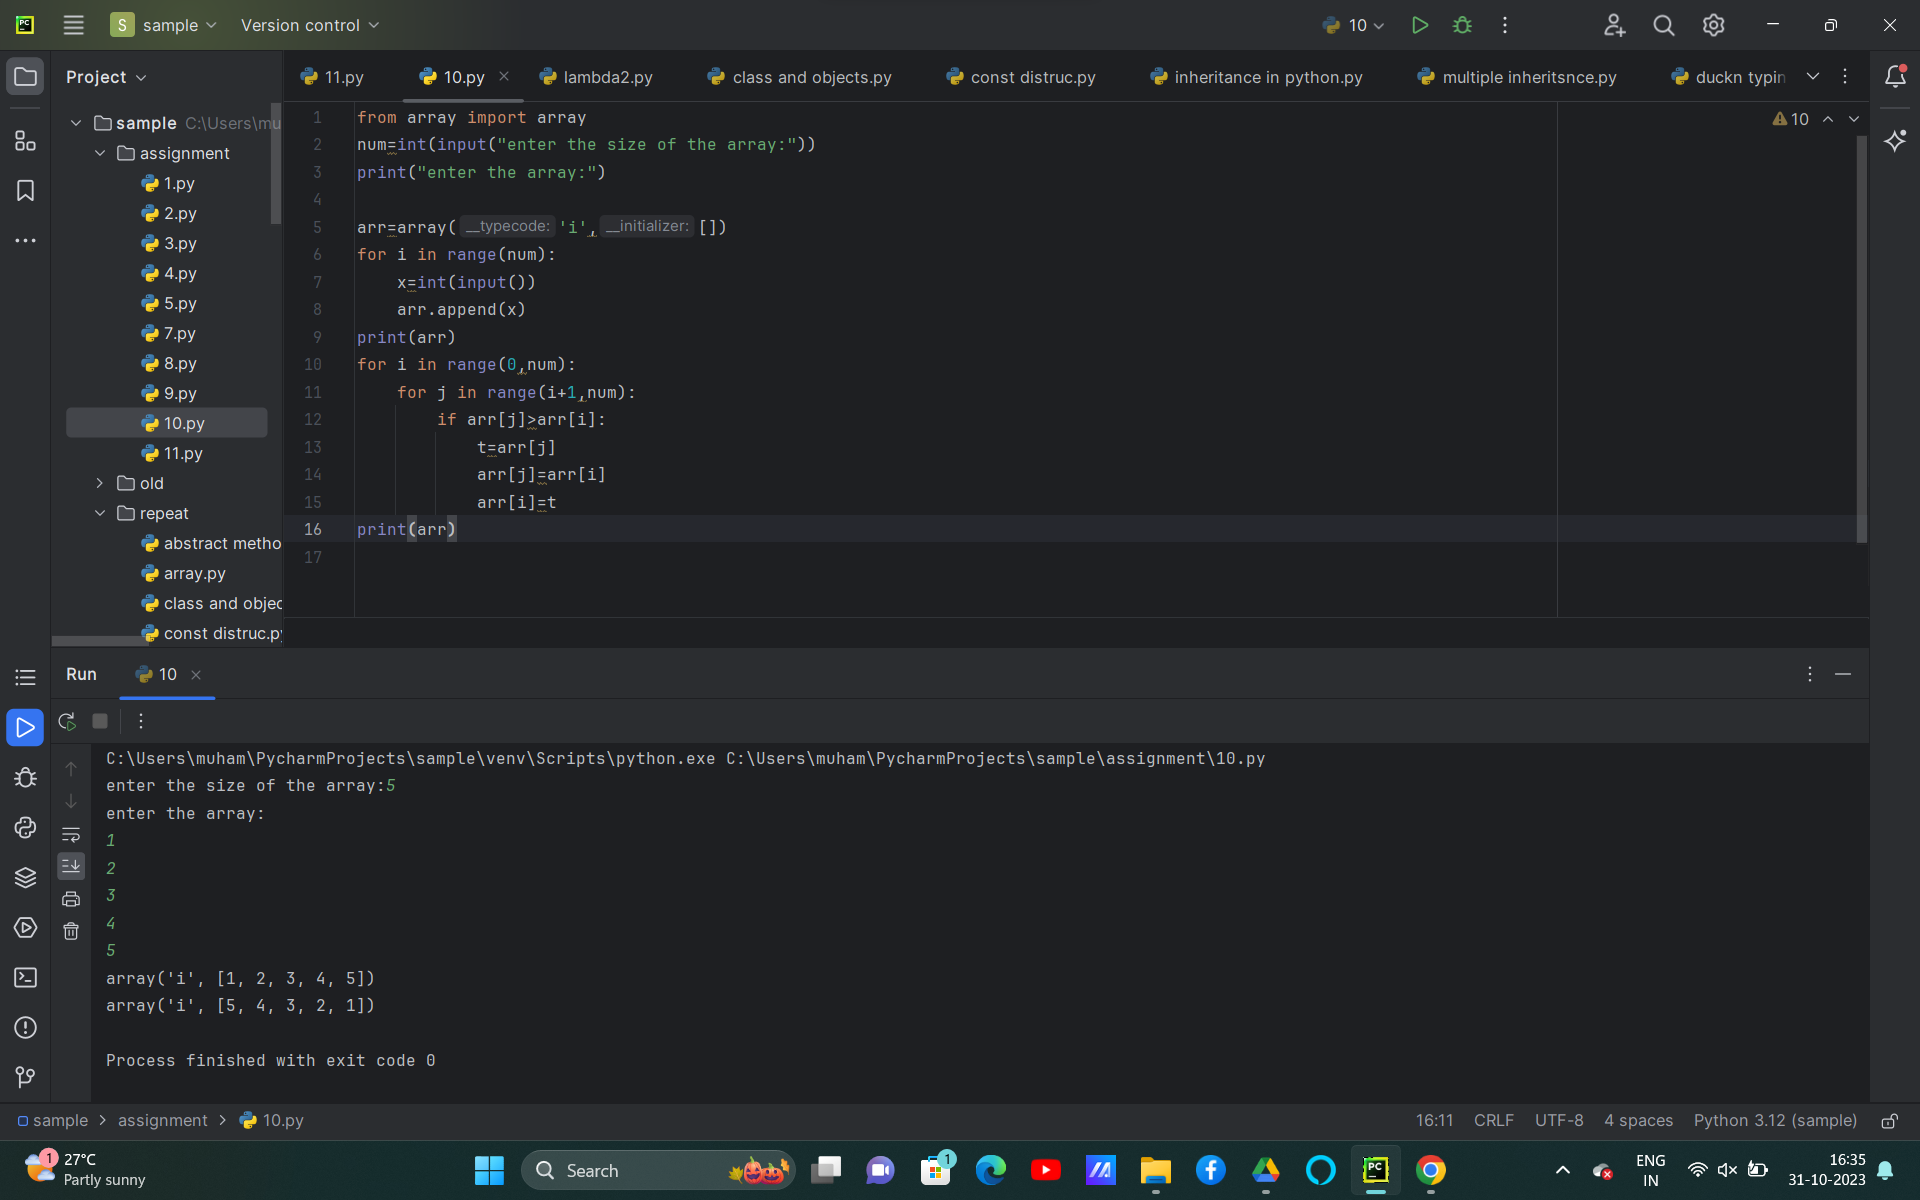 PC
S sample Version control 10
Project 11.py 10.py lambda2.py class and objects.py const distruc.py inheritance in python.py multiple inheritsnce.py duckn typin
sample C:\Users\mu
assignment
1.py
2.py
3.py
4.py
5.py
7.py
8.py
9.py
10.py
11.py
old
repeat
abstract metho
array.py
class and objec
const distruc.py
10
1 from array import array
2 num=int(input("enter the size of the array:"))
3 print("enter the array:")
4
5 arr=array( __typecode: 'i', __initializer: [])
6 for i in range(num):
7     x=int(input())
8     arr.append(x)
9 print(arr)
10 for i in range(0,num):
11     for j in range(i+1,num):
12         if arr[j]>arr[i]:
13             t=arr[j]
14             arr[j]=arr[i]
15             arr[i]=t
16 print(arr)
17
Run 10
C:\Users\muham\PycharmProjects\sample\venv\Scripts\python.exe C:\Users\muham\PycharmProjects\sample\assignment\10.py
enter the size of the array:5
enter the array:
1
2
3
4
5
array('i', [1, 2, 3, 4, 5])
array('i', [5, 4, 3, 2, 1])
Process finished with exit code 0
sample > assignment > 10.py 16:11 CRLF UTF-8 4 spaces Python 3.12 (sample)
1 27°C
Partly sunny
Search
1
PC
ENG
IN
16:35
31-10-2023